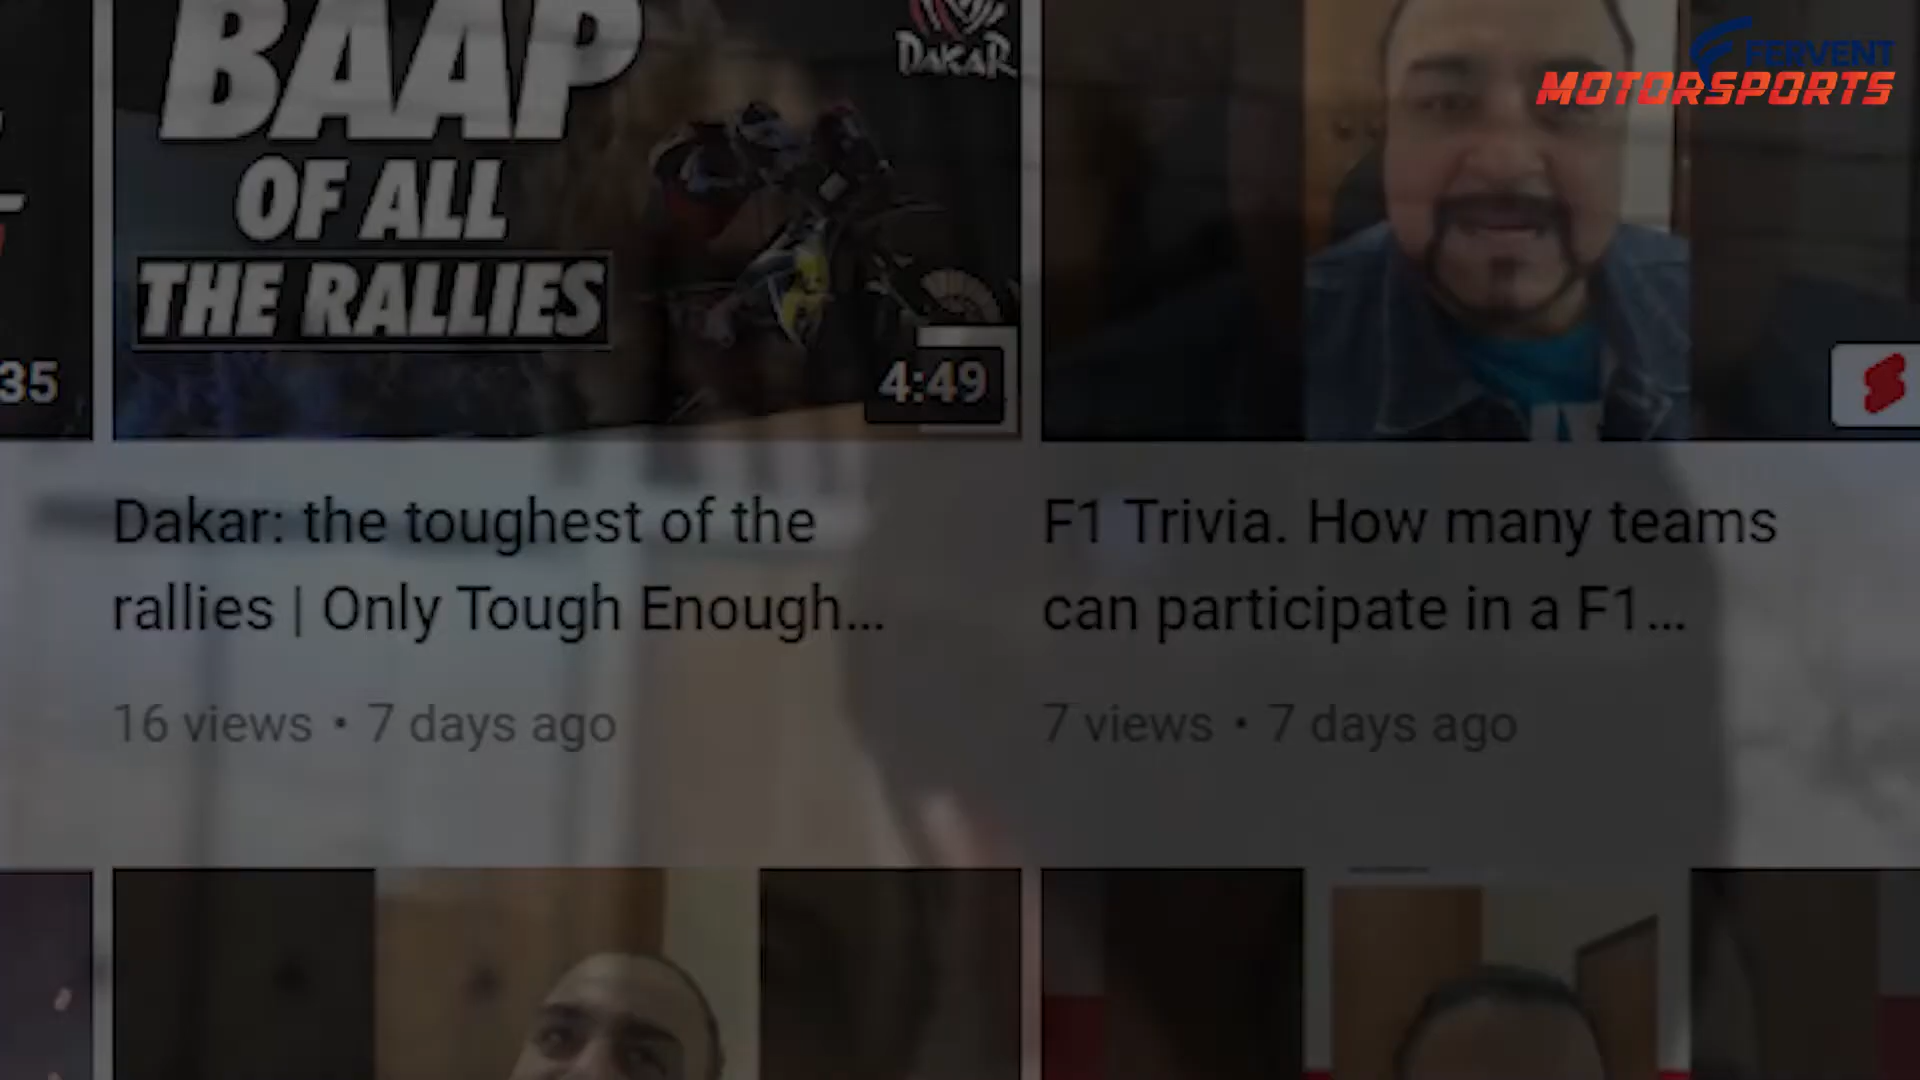 BAAP
OF ALL
THE RALLIES
DAKAR
FERVENT
MOTORSPORTS
35
4:49
Dakar: the toughest of the
rallies | Only Tough Enough...
16 views • 7 days ago
F1 Trivia. How many teams
can participate in a F1...
7 views • 7 days ago